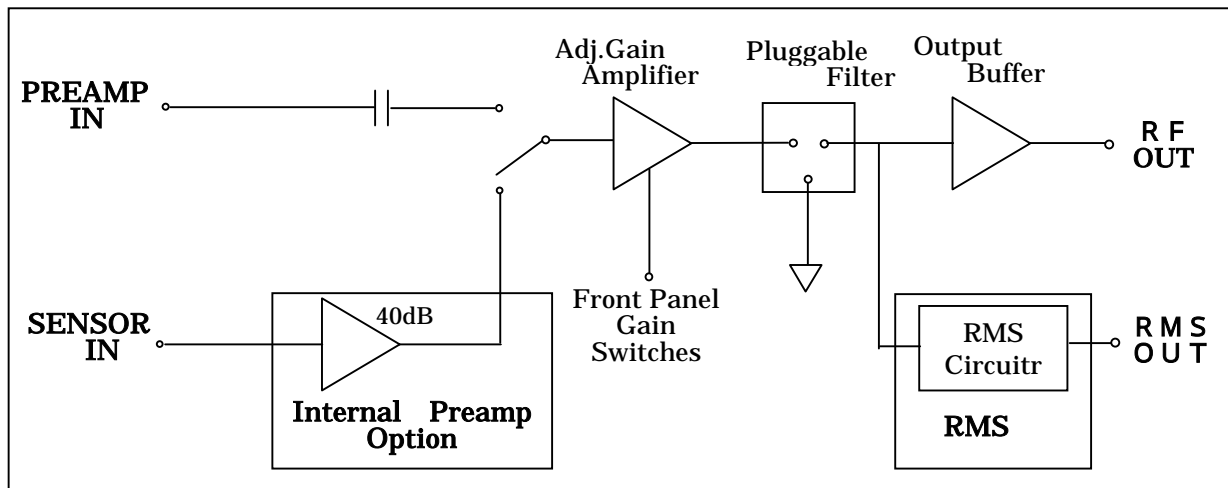 PREAMP
IN
Adj.Gain
Amplifier
Pluggable
Filter
Output
Buffer
R F
OUT
SENSOR
IN
40dB
Internal Preamp
Option
Front Panel
Gain
Switches
RMS
Circuitr
RMS
R M S
O U T